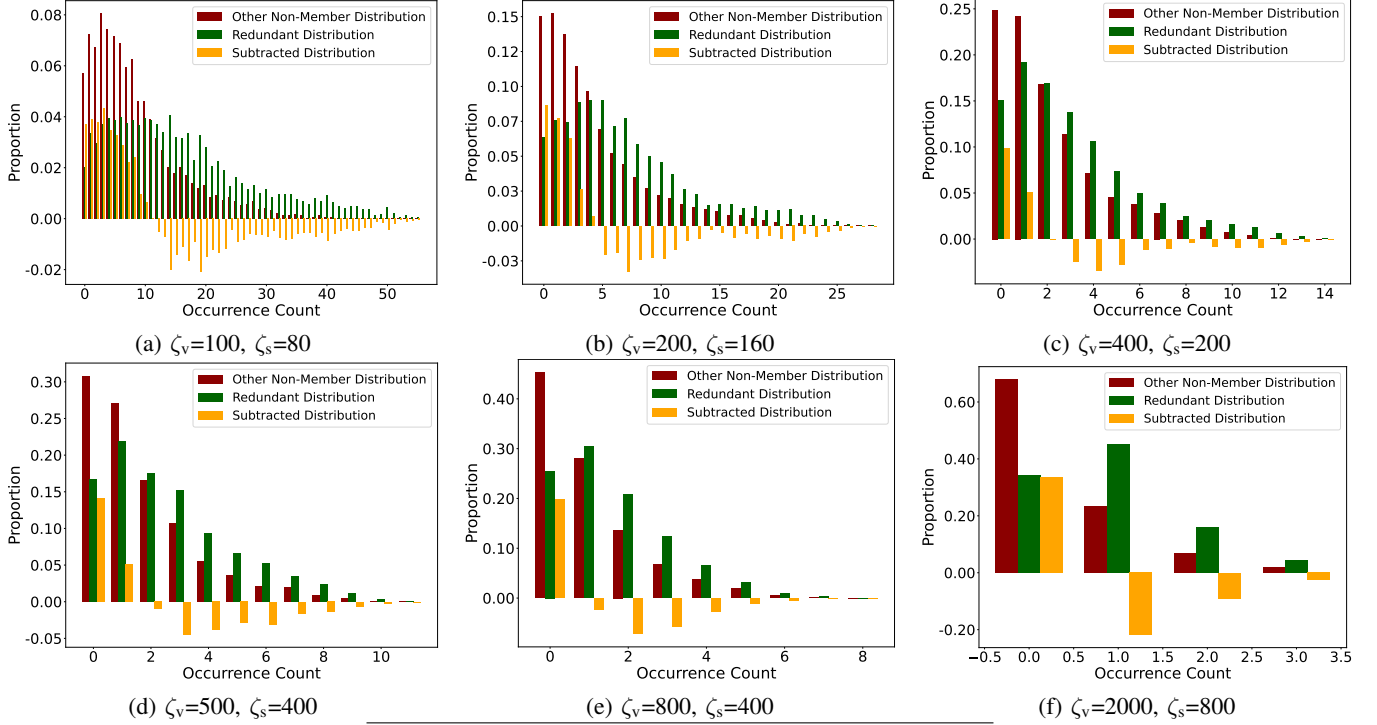 Other Non-Member Distribution
Redundant Distribution
Subtracted Distribution
0.08
0.06
0.04
0.02
0.00
-0.02
Proportion
0
10
20
30
40
50
Occurrence Count
(a) ζv=100, ζs=80
Other Non-Member Distribution
Redundant Distribution
Subtracted Distribution
0.15
0.12
0.10
0.07
0.05
0.03
0.00
-0.03
Proportion
0
5
10
15
20
25
Occurrence Count
(b) ζv=200, ζs=160
Other Non-Member Distribution
Redundant Distribution
Subtracted Distribution
0.25
0.20
0.15
0.10
0.05
0.00
Proportion
0
2
4
6
8
10
12
14
Occurrence Count
(c) ζv=400, ζs=200
Other Non-Member Distribution
Redundant Distribution
Subtracted Distribution
0.30
0.25
0.20
0.15
0.10
0.05
0.00
-0.05
Proportion
0
2
4
6
8
10
Occurrence Count
(d) ζv=500, ζs=400
Other Non-Member Distribution
Redundant Distribution
Subtracted Distribution
0.40
0.30
0.20
0.10
0.00
Proportion
0
2
4
6
8
Occurrence Count
(e) ζv=800, ζs=400
Other Non-Member Distribution
Redundant Distribution
Subtracted Distribution
0.60
0.40
0.20
0.00
-0.20
Proportion
−0.5
0.0
0.5
1.0
1.5
2.0
2.5
3.0
3.5
Occurrence Count
(f) ζv=2000, ζs=800